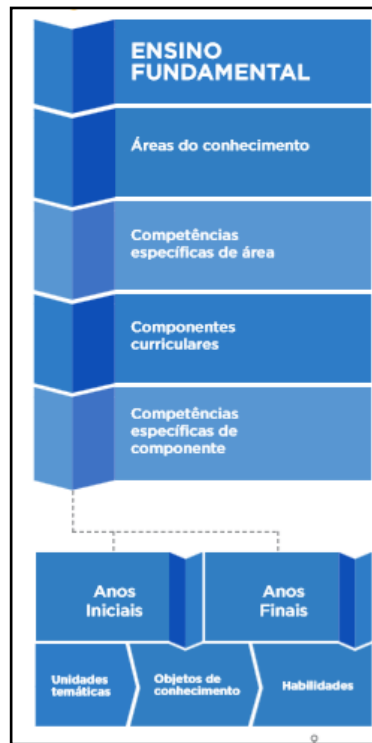 ENSINO
FUNDAMENTAL
Áreas do conhecimento
Competências
específicas de área
Componentes
curriculares
Competências
específicas de
componente
Anos
Iniciais
Anos
Finais
Unidades
temáticas
Objetos de
conhecimento
Habilidades